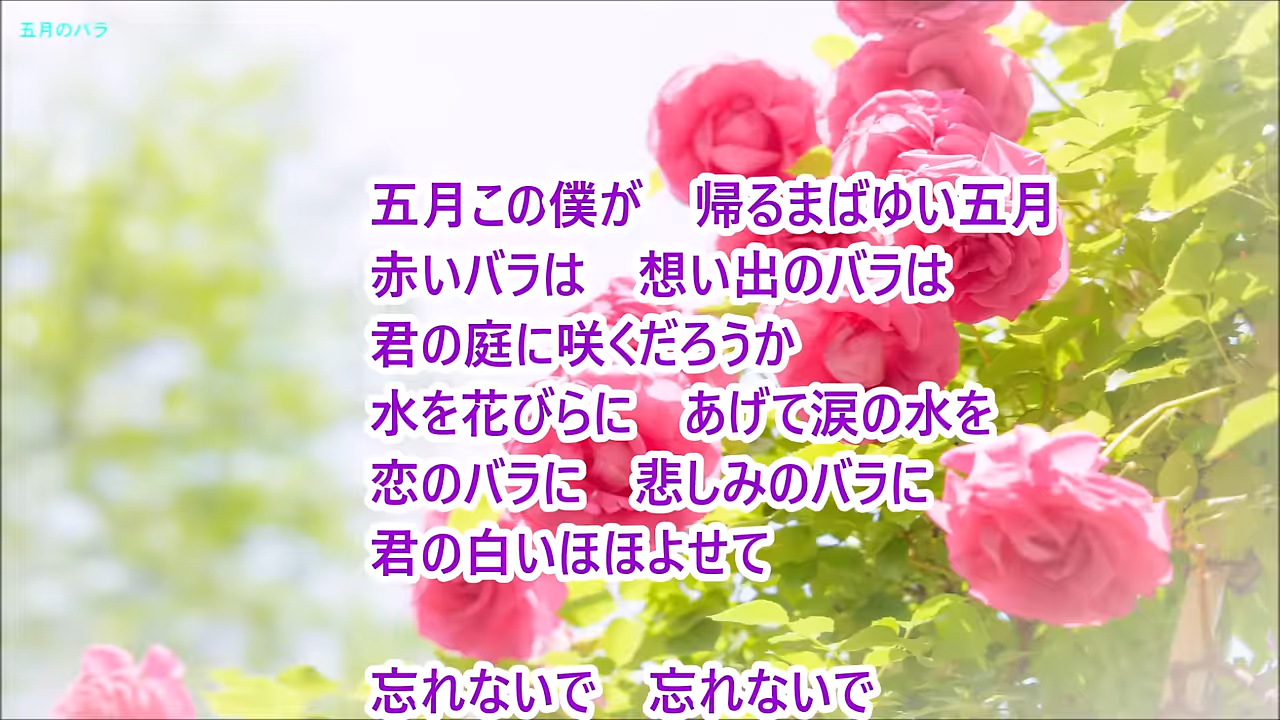 五月のバラ
五月この僕が　帰るまばゆい五月
赤いバラは　想い出のバラは
君の庭に咲くだろうか
水を花びらに　あげて涙の水を
恋のバラに　悲しみのバラに
君の白いほほよせて
忘れないで　忘れないで